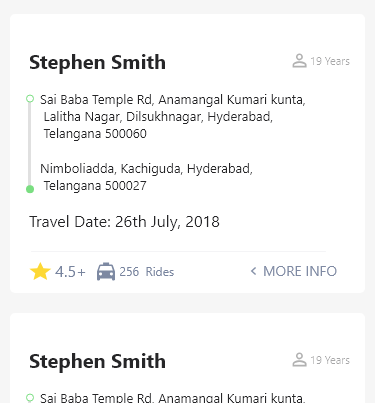 Stephen Smith
19 Years
Sai Baba Temple Rd, Anamangal Kumari kunta,
Lalitha Nagar, Dilsukhnagar, Hyderabad,
Telangana 500060
Nimboliadda, Kachiguda, Hyderabad,
Telangana 500027
Travel Date: 26th July, 2018
4.5+ 256 Rides < MORE INFO
Stephen Smith
19 Years
Sai Baba Temple Rd, Anamangal Kumari kunta,